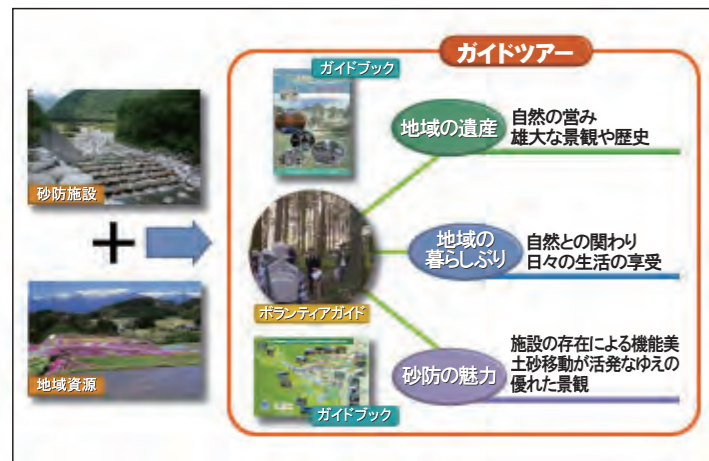 ガイドツアー
ガイドブック
地域の遺産
自然の営み
雄大な景観や歴史
砂防施設
+
地域の
暮らしぶり
自然との関わり
日々の生活の享受
ボランティアガイド
地域資源
砂防の魅力
施設の存在による機能美
土砂移動が活発なゆえの
優れた景観
ガイドブック